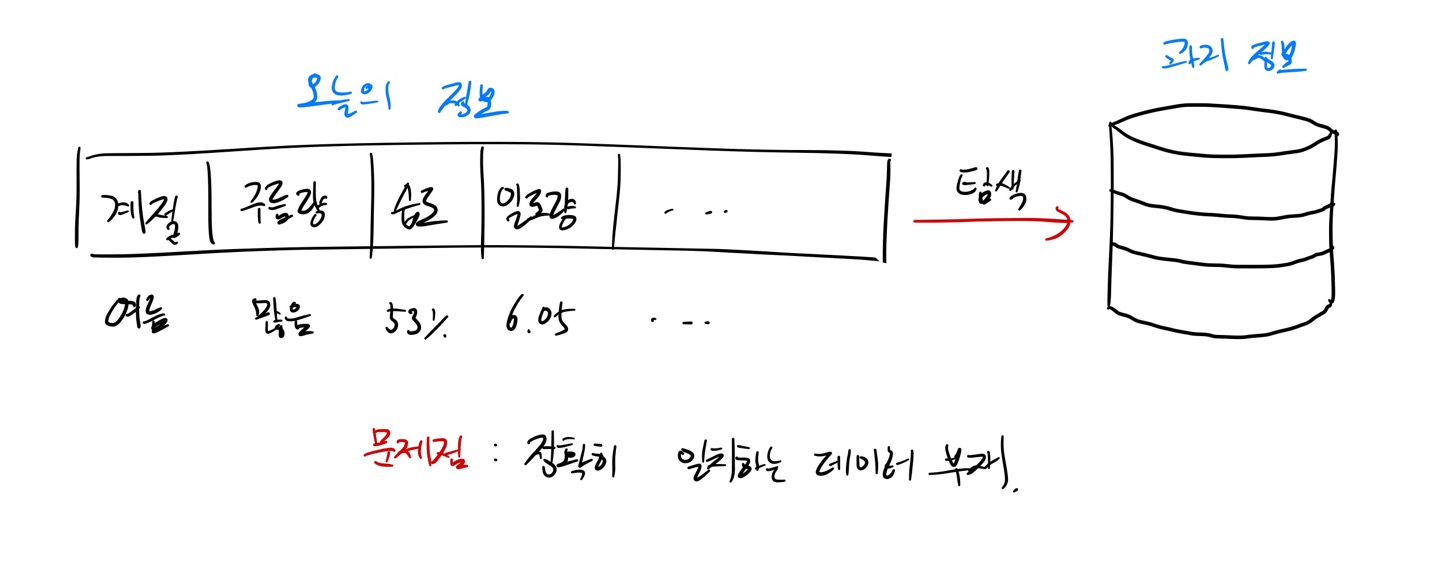 과거 정보
오늘의 정보
계절 구름량 습도 일조량 . . .
탐색
여름 많음 53% 6.05 . . .
문제점 : 정확히 일치하는 데이터 부재.